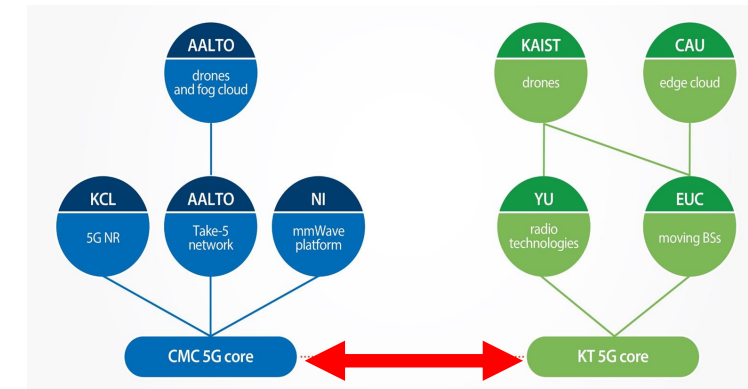 AALTO
drones
and fog cloud
KAIST
drones
CAU
edge cloud
KCL
5G NR
AALTO
Take-5
network
NI
mmWave
platform
YU
radio
technologies
EUC
moving BSs
CMC 5G core
KT 5G core